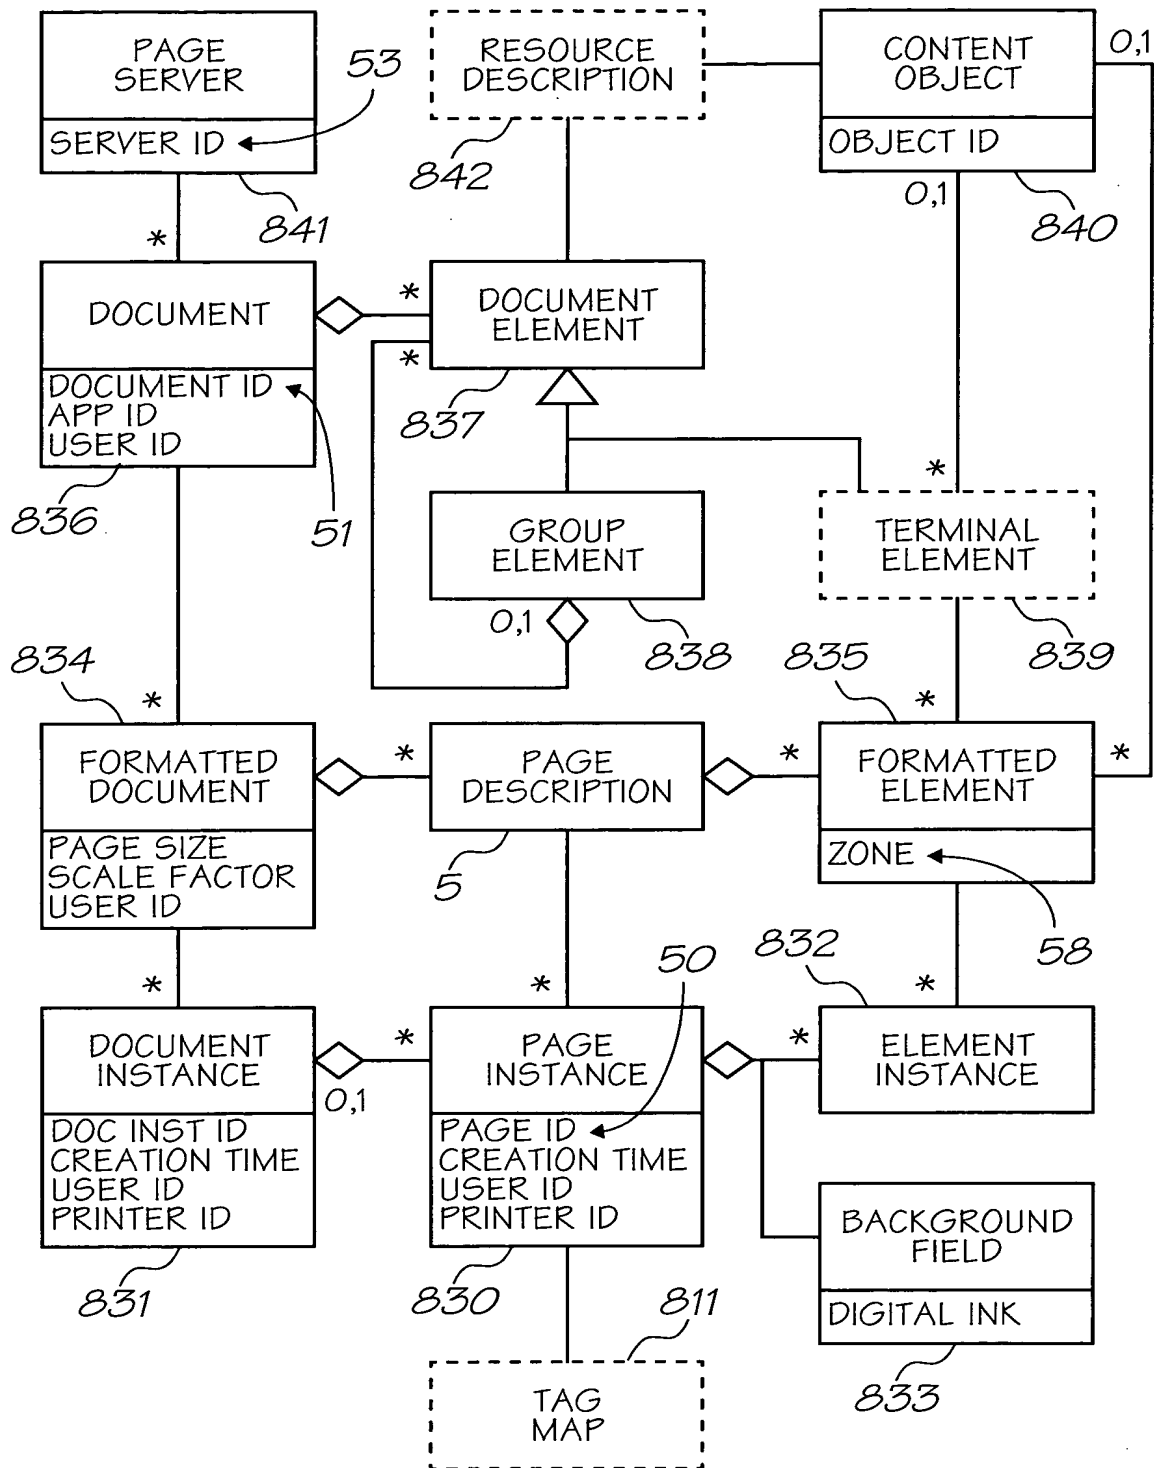 PAGE
SERVER
SERVER ID
53
841
*
RESOURCE
DESCRIPTION
842
CONTENT
OBJECT
OBJECT ID
0,1
0,1
840
DOCUMENT
DOCUMENT ID
APP ID
USER ID
836
51
*
*
DOCUMENT
ELEMENT
837
GROUP
ELEMENT
0,1
838
*
TERMINAL
ELEMENT
839
834
*
FORMATTED
DOCUMENT
PAGE SIZE
SCALE FACTOR
USER ID
*
PAGE
DESCRIPTION
5
835
*
*
*
FORMATTED
ELEMENT
ZONE
58
*
DOCUMENT
INSTANCE
0,1
DOC INST ID
CREATION TIME
USER ID
PRINTER ID
831
50
*
*
PAGE
INSTANCE
PAGE ID
CREATION TIME
USER ID
PRINTER ID
830
832
*
*
ELEMENT
INSTANCE
BACKGROUND
FIELD
DIGITAL INK
833
811
TAG
MAP